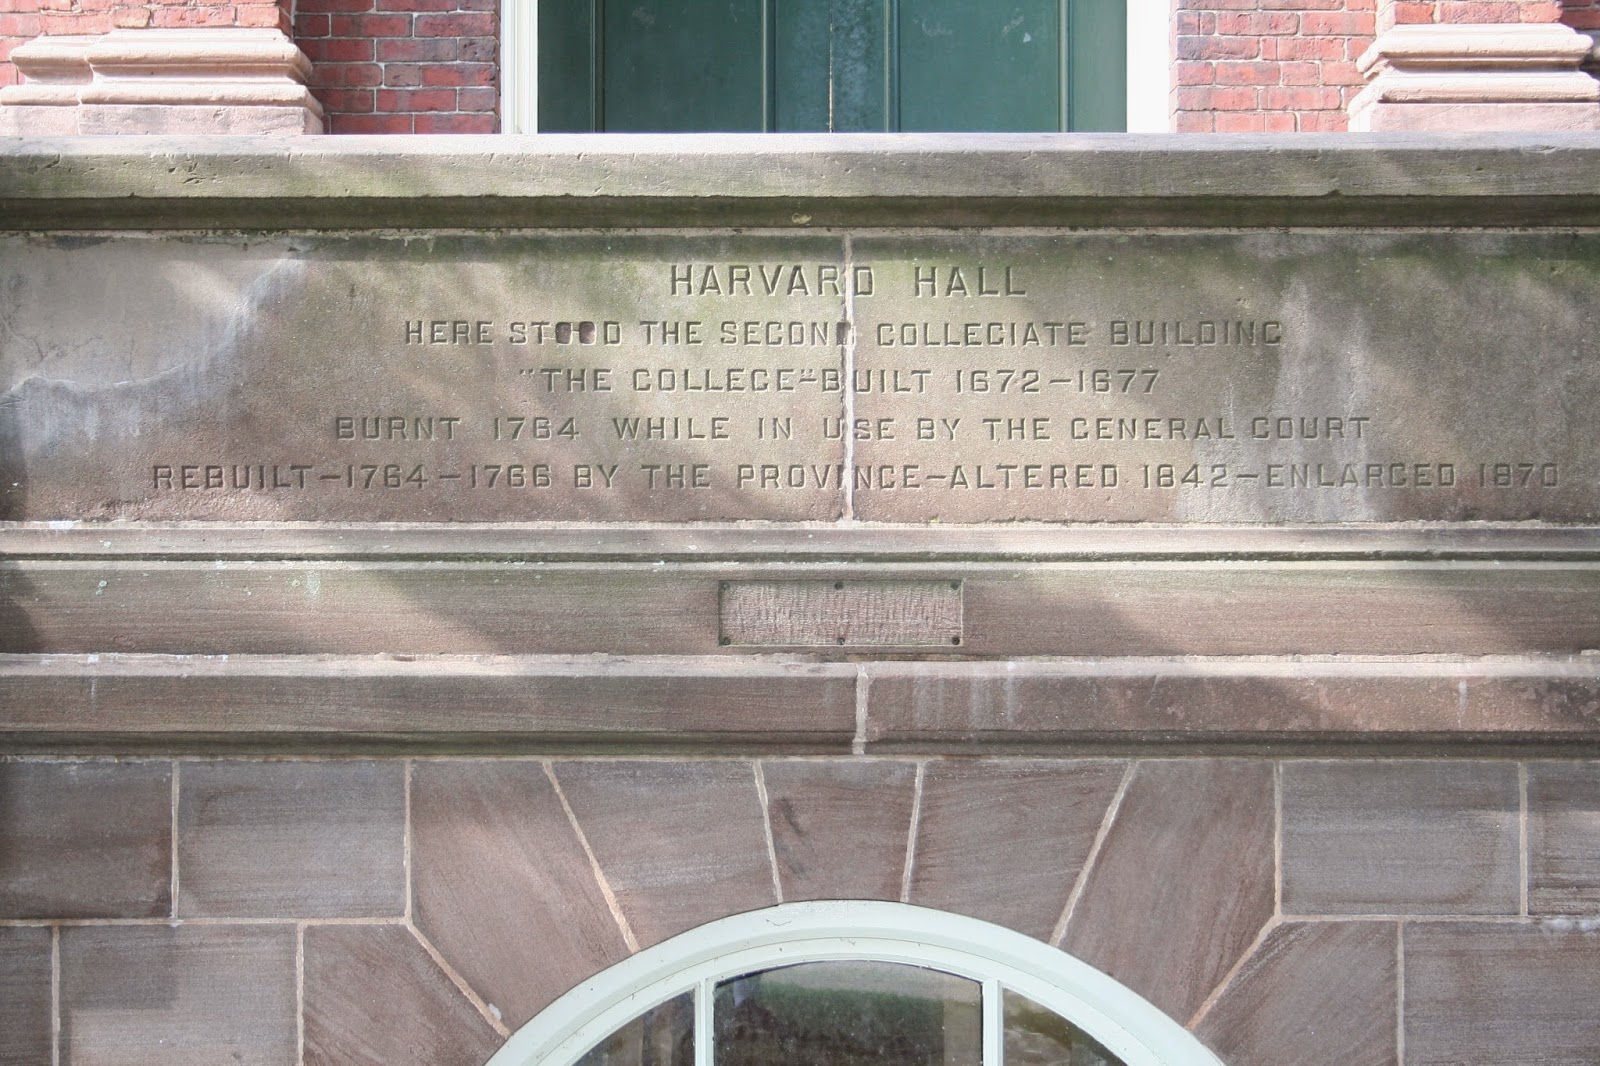 HARVARD HALL
HERE STOOD THE SECOND COLLEGIATE BUILDING
"THE COLLEGE"-BUILT 1672-1677
BURNT 1764 WHILE IN USE BY THE GENERAL COURT
REBUILT-1764-1766 BY THE PROVINCE-ALTERED 1842-ENLARGED 1870